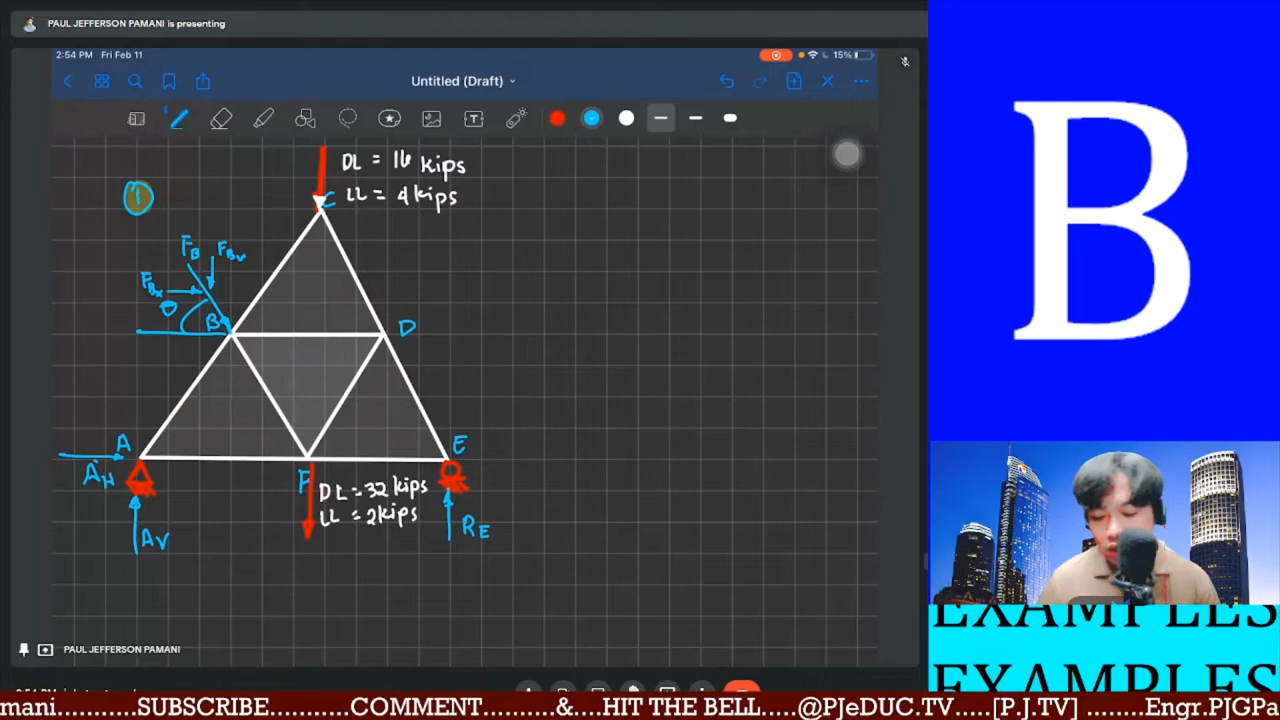 PAUL JEFFERSON PAMANI is presenting
B
2:54 PM Fri Feb 11
15%
Untitled (Draft)
T
1
DL = 16 kips
LL = 4 kips
C
FB
FBV
FBX
θ
B
D
A
E
AH
F
DL = 32 kips
LL = 2 kips
AV
RE
PAUL JEFFERSON PAMANI
EXAMPLES
EXAMPLES
mani..........SUBSCRIBE..........COMMENT..........&....HIT THE BELL.....@PJeDUC.TV.....[P.J.TV] ........Engr.PJGPa